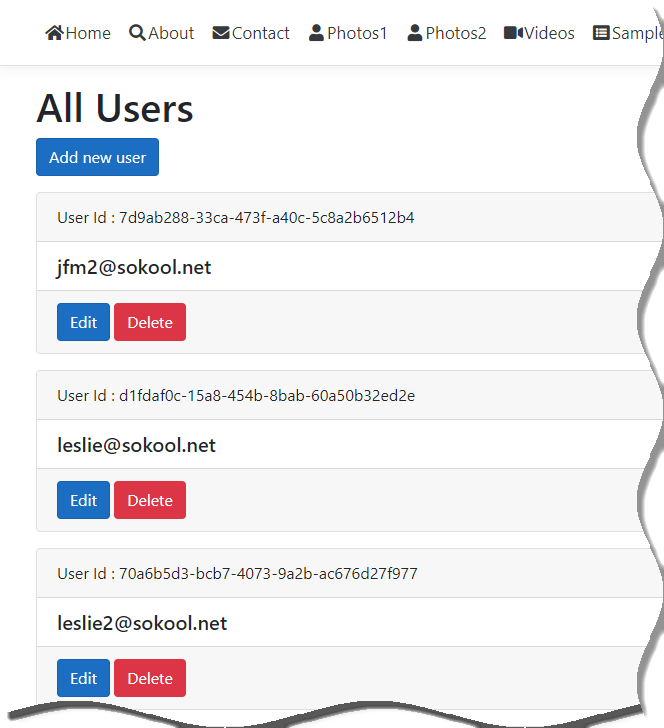 Home About Contact Photos1 Photos2 Videos Sample
All Users
Add new user
User Id : 7d9ab288-33ca-473f-a40c-5c8a2b6512b4
jfm2@sokool.net
Edit Delete
User Id : d1fdaf0c-15a8-454b-8bab-60a50b32ed2e
leslie@sokool.net
Edit Delete
User Id : 70a6b5d3-bcb7-4073-9a2b-ac676d27f977
leslie2@sokool.net
Edit Delete